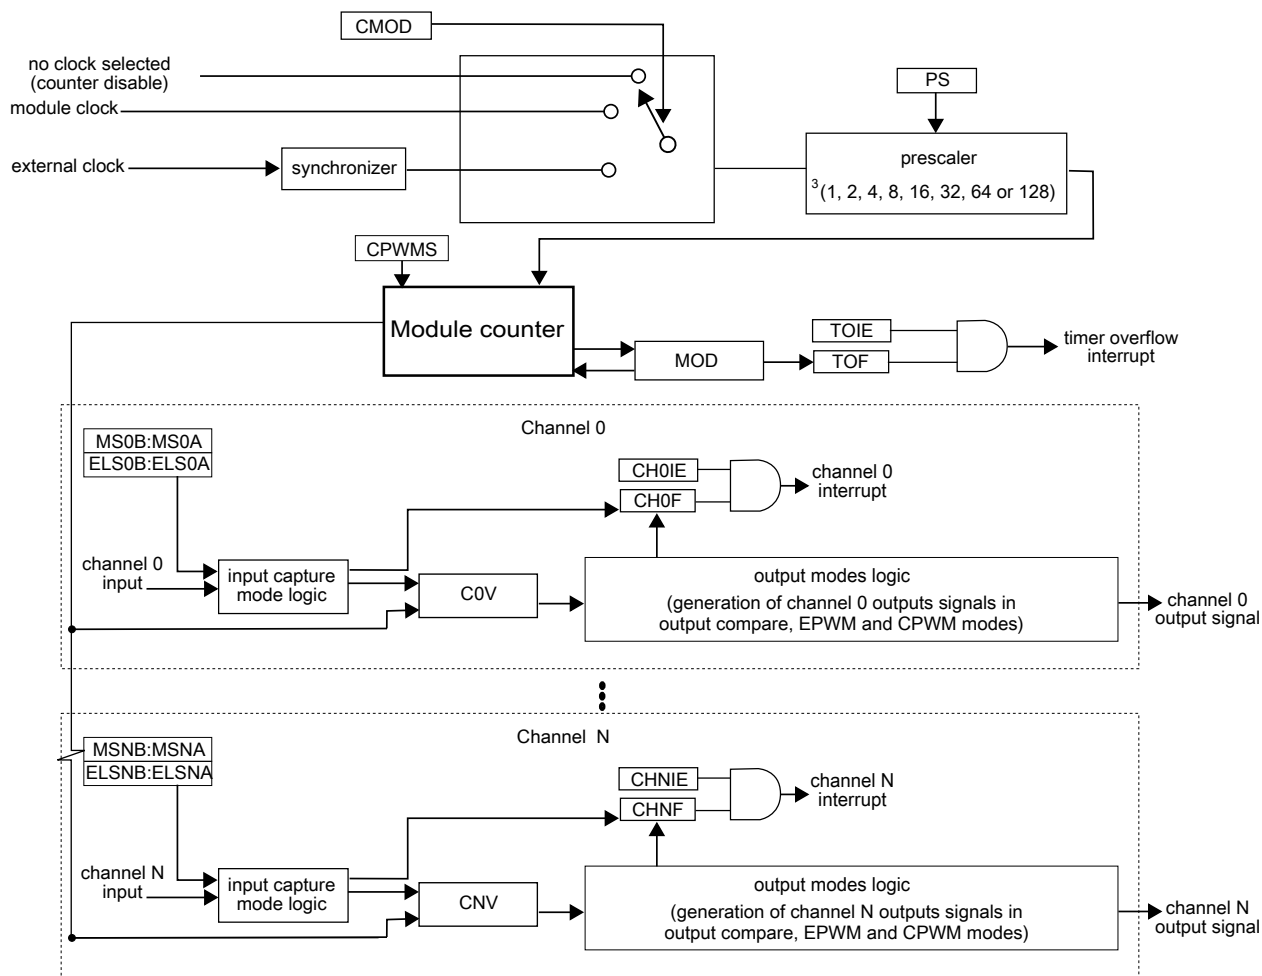 CMOD
no clock selected
(counter disable)
PS
module clock
prescaler
external clock
synchronizer
3(1, 2, 4, 8, 16, 32, 64 or 128)
CPWMS
Module counter
TOIE
MOD
TOF
timer overflow
interrupt
Channel 0
MS0B:MS0A
ELS0B:ELS0A
CH0IE
CH0F
channel 0
interrupt
channel 0
input
input capture
mode logic
C0V
output modes logic
(generation of channel 0 outputs signals in
output compare, EPWM and CPWM modes)
channel 0
output signal
Channel N
MSNB:MSNA
ELSNB:ELSNA
CHNIE
CHNF
channel N
interrupt
channel N
input
input capture
mode logic
CNV
output modes logic
(generation of channel N outputs signals in
output compare, EPWM and CPWM modes)
channel N
output signal